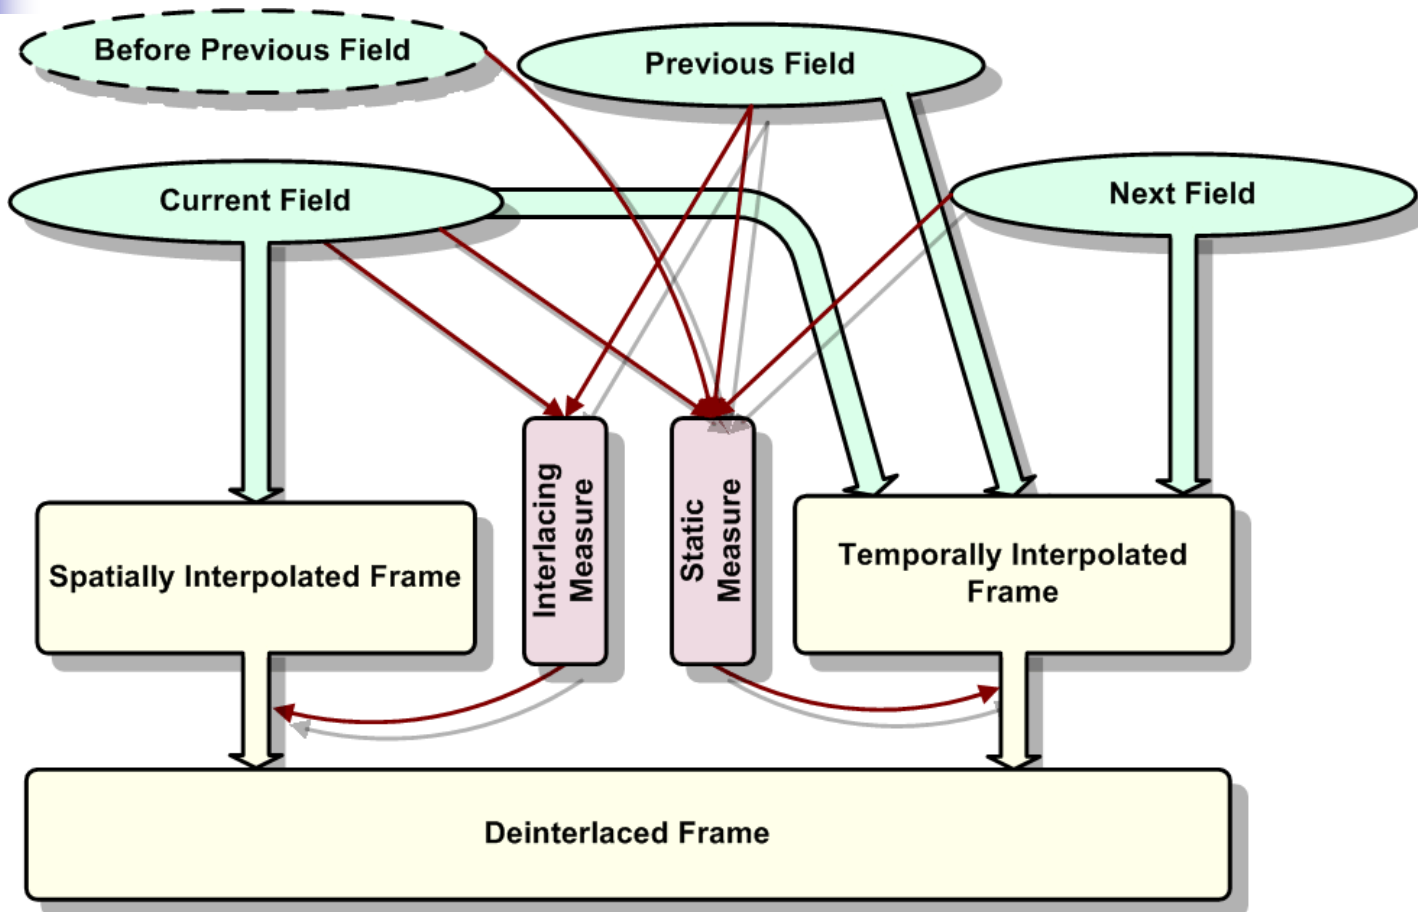 Before Previous Field
Previous Field
Current Field
Next Field
Spatially Interpolated Frame
Interlacing
Measure
Static
Measure
Temporally Interpolated
Frame
Deinterlaced Frame